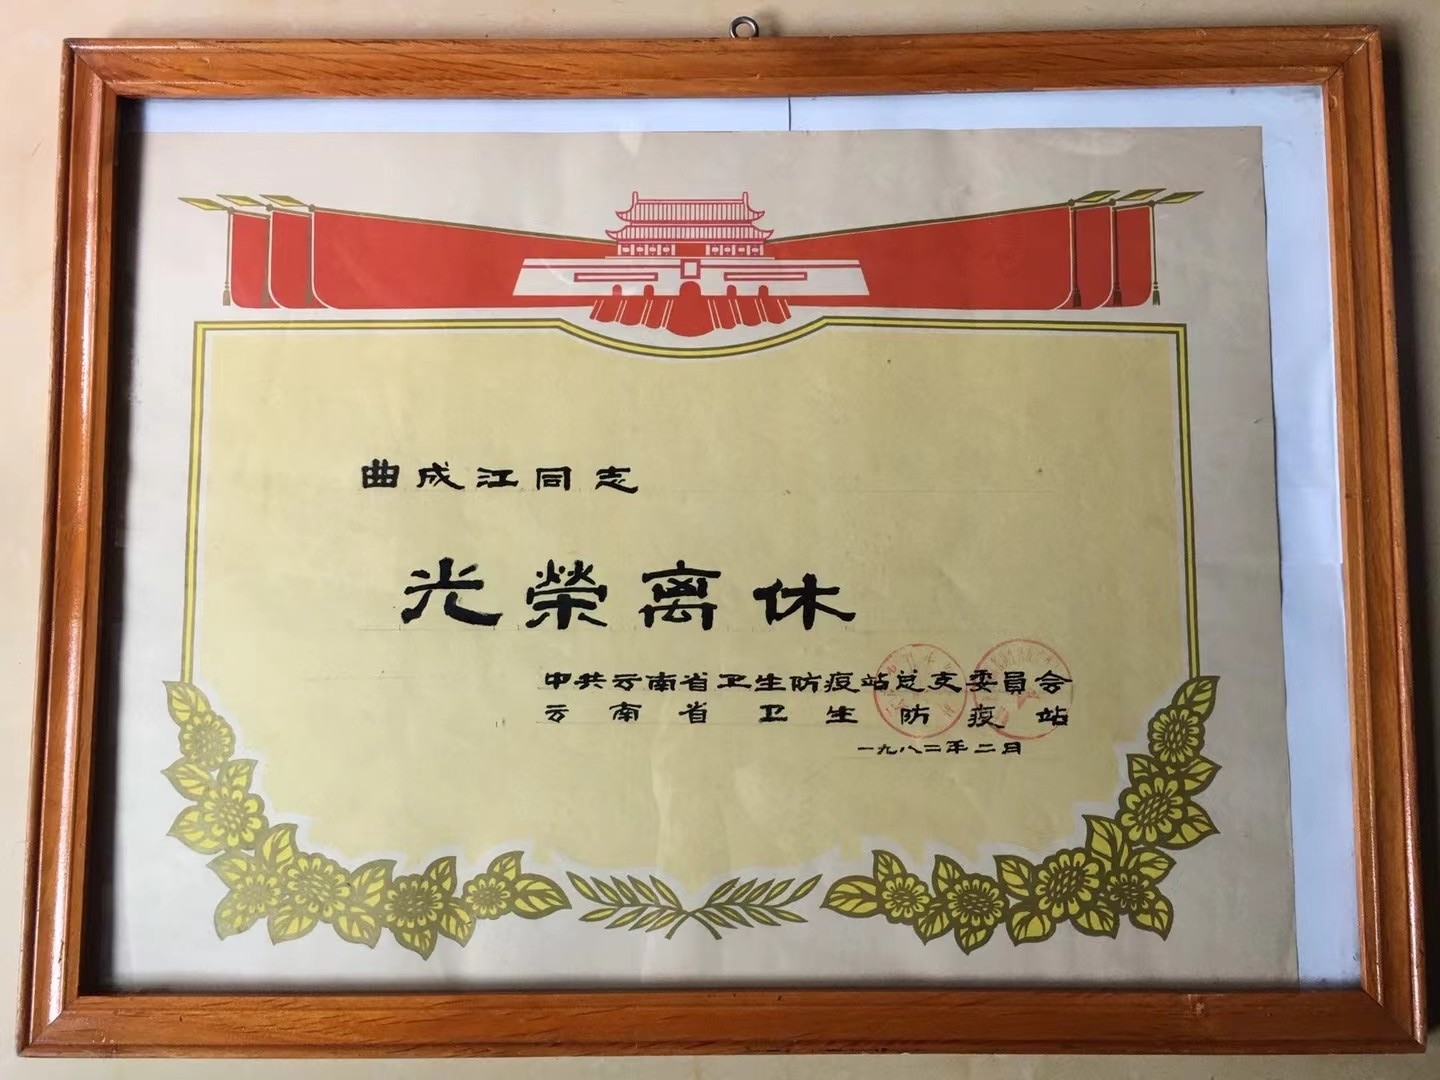 曲成江同志
光榮离休
中共云南省卫生防疫站总支委員会
云南省卫生防疫站
一九八二年二月